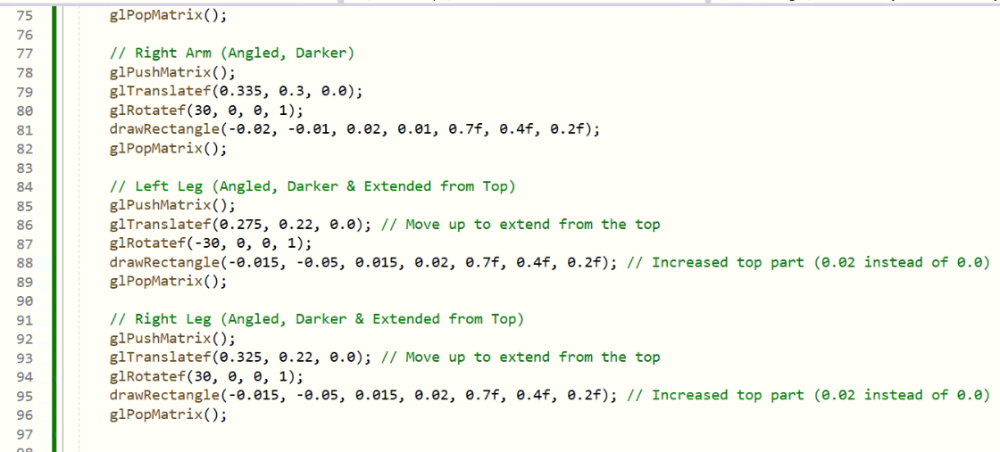 75 glPopMatrix();
76
77 // Right Arm (Angled, Darker)
78 glPushMatrix();
79 glTranslatef(0.335, 0.3, 0.0);
80 glRotatef(30, 0, 0, 1);
81 drawRectangle(-0.02, -0.01, 0.02, 0.01, 0.7f, 0.4f, 0.2f);
82 glPopMatrix();
83
84 // Left Leg (Angled, Darker & Extended from Top)
85 glPushMatrix();
86 glTranslatef(0.275, 0.22, 0.0); // Move up to extend from the top
87 glRotatef(-30, 0, 0, 1);
88 drawRectangle(-0.015, -0.05, 0.015, 0.02, 0.7f, 0.4f, 0.2f); // Increased top part (0.02 instead of 0.0)
89 glPopMatrix();
90
91 // Right Leg (Angled, Darker & Extended from Top)
92 glPushMatrix();
93 glTranslatef(0.325, 0.22, 0.0); // Move up to extend from the top
94 glRotatef(30, 0, 0, 1);
95 drawRectangle(-0.015, -0.05, 0.015, 0.02, 0.7f, 0.4f, 0.2f); // Increased top part (0.02 instead of 0.0)
96 glPopMatrix();
97